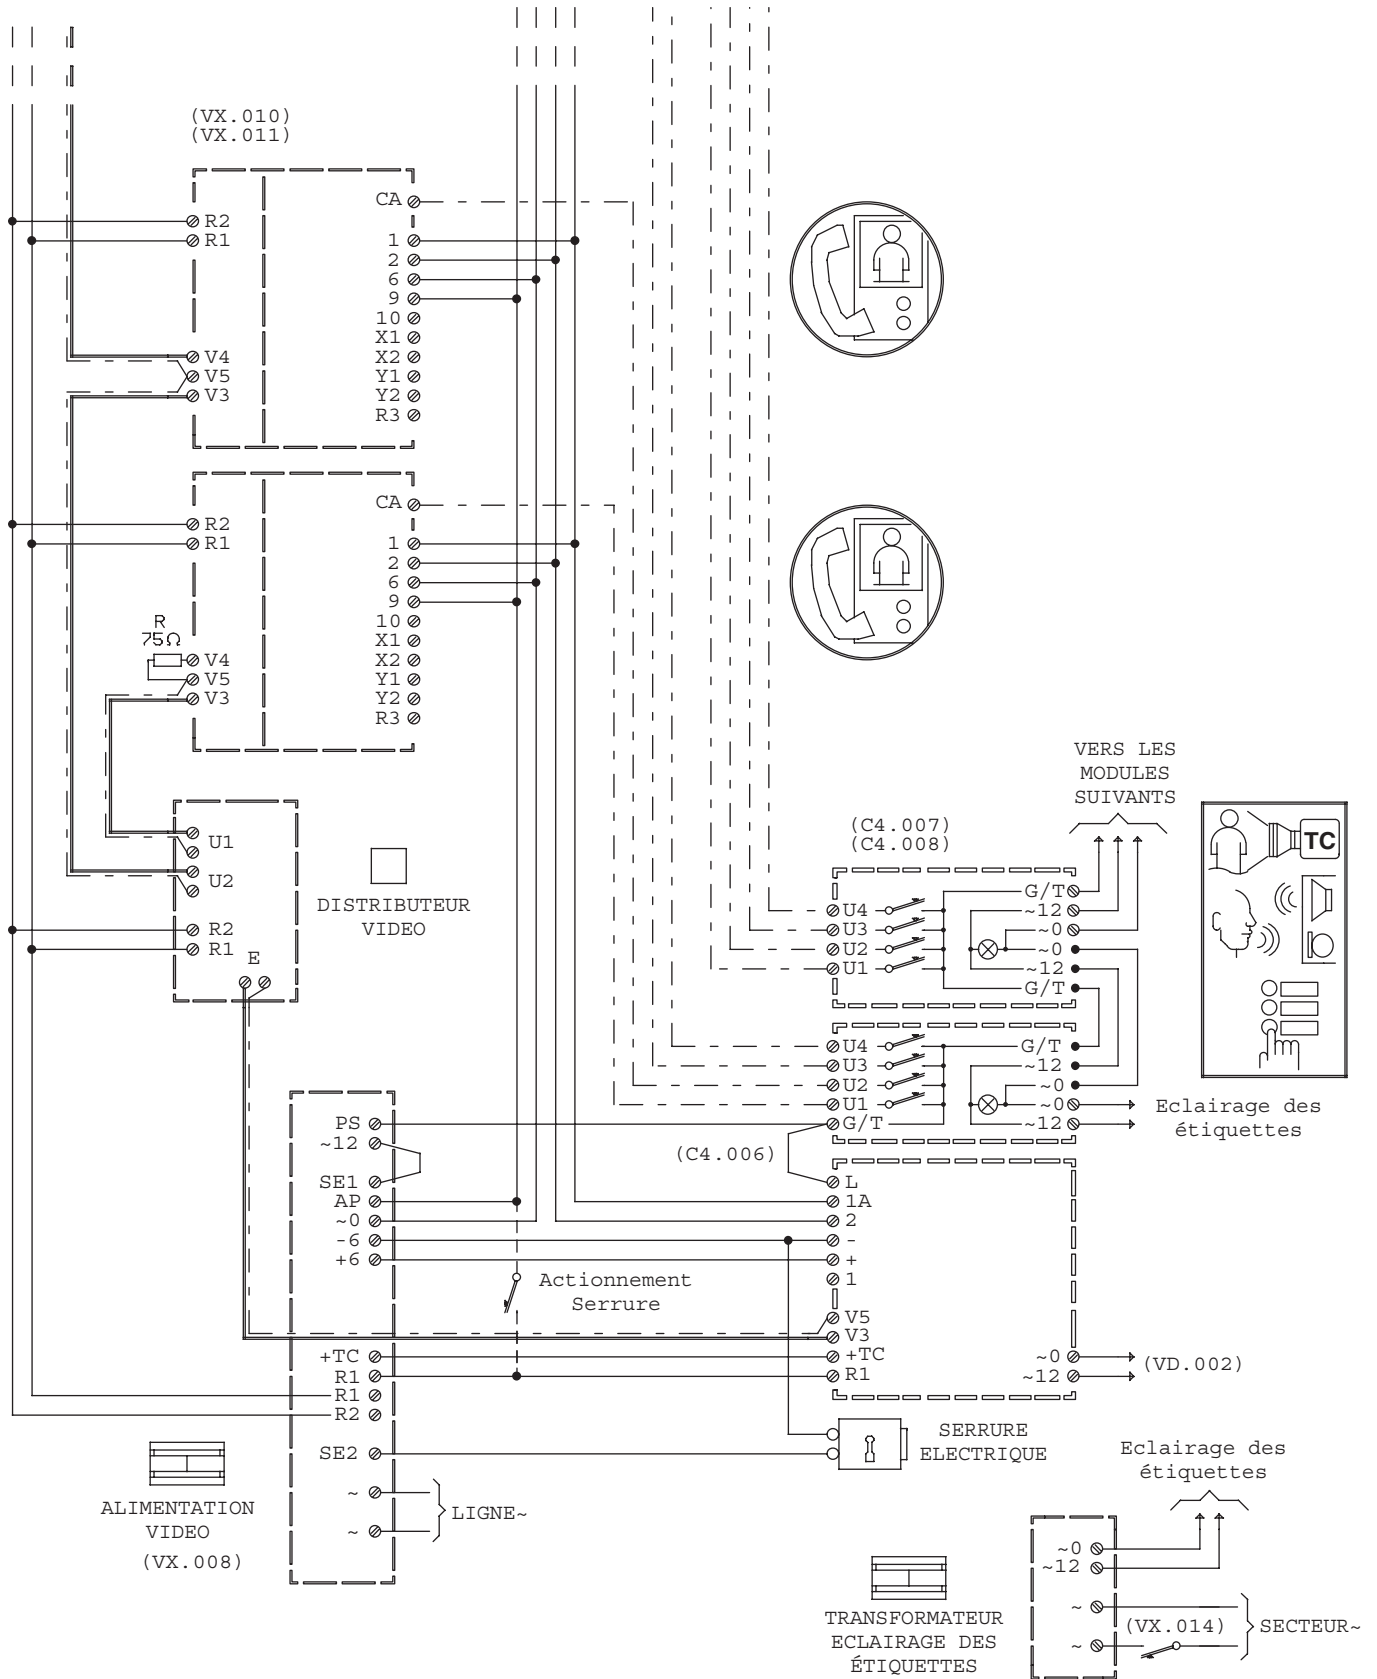 (VX.010)
(VX.011)
CA
R2
R1
1
2
6
9
10
X1
V4
X2
V5
Y1
V3
Y2
R3
CA
R2
R1
1
2
6
9
10
R
75Ω
X1
V4
X2
V5
Y1
V3
Y2
R3
VERS LES
MODULES
SUIVANTS
U1
U2
R2
R1
E
DISTRIBUTEUR
VIDEO
(C4.007)
(C4.008)
TC
G/T
U4
~12
U3
~0
U2
~0
U1
~12
G/T
U4
G/T
U3
~12
U2
~0
U1
~0
G/T
~12
Eclairage des
étiquettes
(C4.006)
PS
~12
SE1
AP
~0
-6
+6
+TC
R1
R1
R2
SE2
~
~
LIGNE~
L
1A
2
-
+
1
V5
V3
+TC
R1
~0
~12
(VD.002)
Actionnement
Serrure
SERRURE
ELECTRIQUE
ALIMENTATION
VIDEO
(VX.008)
Eclairage des
étiquettes
~0
~12
~
~
(VX.014)
SECTEUR~
TRANSFORMATEUR
ECLAIRAGE DES
ÉTIQUETTES